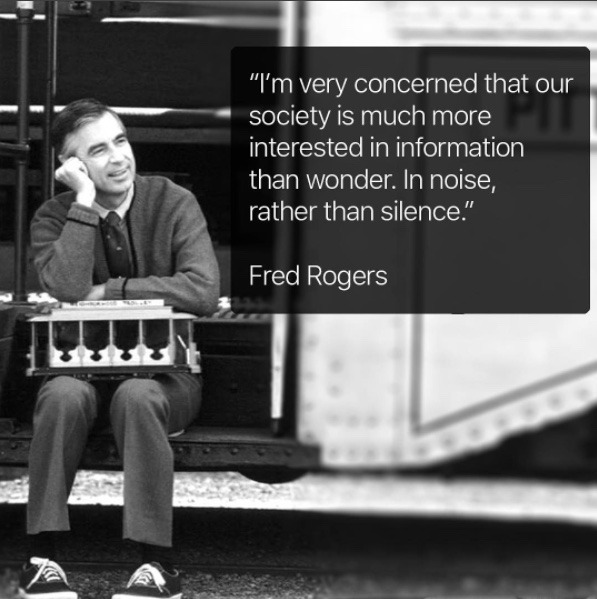 “I’m very concerned that our
society is much more
interested in information
than wonder. In noise,
rather than silence.”
Fred Rogers
PIT